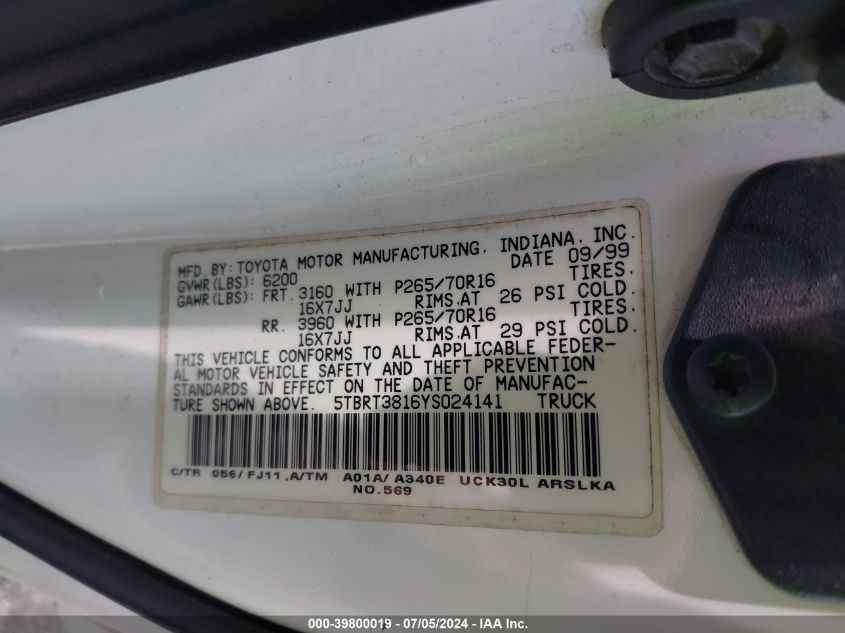 MFD. BY: TOYOTA MOTOR MANUFACTURING, INDIANA, INC.
GVWR(LBS): 6200 DATE 09/99
GAWR(LBS): FRT. 3160 WITH P265/70R16 TIRES,
16X7JJ RIMS,AT 26 PSI COLD.
RR. 3960 WITH P265/70R16 TIRES,
16X7JJ RIMS,AT 29 PSI COLD.
THIS VEHICLE CONFORMS TO ALL APPLICABLE FEDER-
AL MOTOR VEHICLE SAFETY AND THEFT PREVENTION
STANDARDS IN EFFECT ON THE DATE OF MANUFAC-
TURE SHOWN ABOVE. 5TBRT3816YS024141 TRUCK
C/TR 056/FJ11 ,A/TM A01A/A340E UCK30L ARSLKA
NO.569
000-39800019 - 07/05/2024 - IAA Inc.